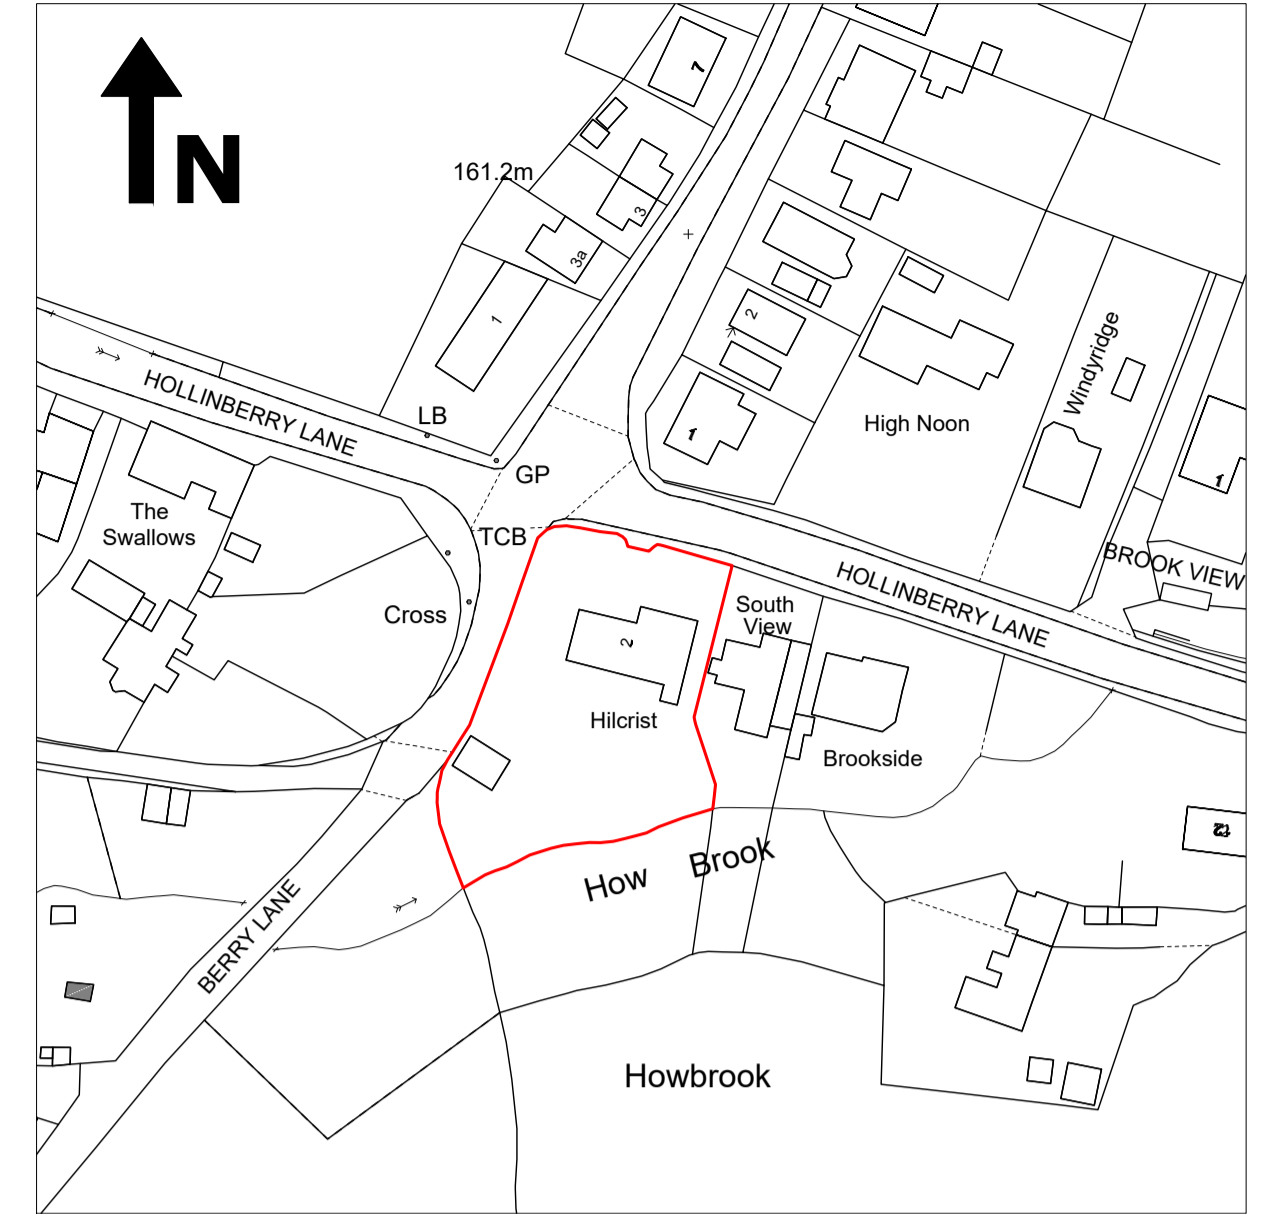 N
7
161.2m
3
3a
1
2
HOLLINBERRY LANE
LB
GP
1
High Noon
Windyridge
1
The
Swallows
TCB
BROOK VIEW
HOLLINBERRY LANE
Cross
South
View
2
Hilcrist
Brookside
12
How Brook
BERRY LANE
Howbrook